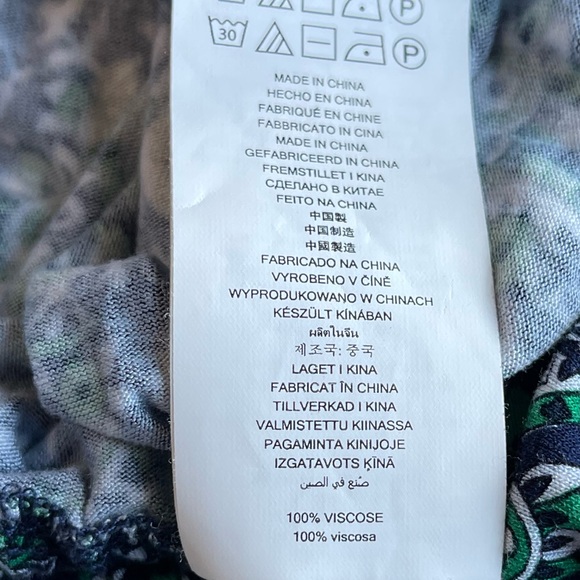 P
30 P
MADE IN CHINA
HECHO EN CHINA
FABRIQUÉ EN CHINE
FABBRICATO IN CINA
MADE IN CHINA
GEFABRICEERD IN CHINA
FREMSTILLET I KINA
СДЕЛАНО В КИТАЕ
FEITO NA CHINA
中国製
中国制造
中國製造
FABRICADO NA CHINA
VYROBENO V ČÍNĚ
WYPRODUKOWANO W CHINACH
KÉSZÜLT KÍNÁBAN
ผลิตในจีน
제조국: 중국
LAGET I KINA
FABRICAT ÎN CHINA
TILLVERKAD I KINA
VALMISTETTU KIINASSA
PAGAMINTA KINIJOJE
IZGATAVOTS ĶĪNĀ
صُنع في الصين
100% VISCOSE
100% viscosa